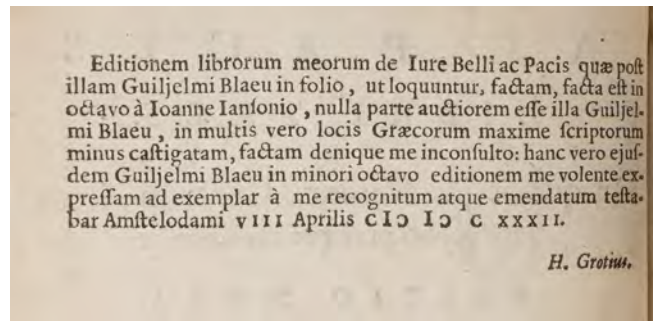 Editionem librorum meorum de Iure Belli ac Pacis quæ poſt
illam Guiljelmi Blaeu in folio, ut loquuntur, factam, facta eſt in
octavo à Ioanne Ianſonio, nulla parte auctiorem eſſe illa Guiljel-
mi Blaeu, in multis vero locis Græcorum maxime ſcriptorum
minus caſtigatam, factam denique me inconſulto: hanc vero ejuſ-
dem Guiljelmi Blaeu in minori octavo editionem me volente ex-
preſſam ad exemplar à me recognitum atque emendatum teſta-
bar Amſtelodami VIII Aprilis CIↃ IↃ C XXXII.
H. Grotius.